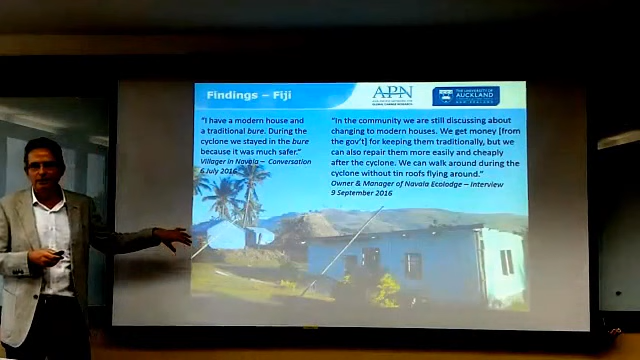 Findings – Fiji
APN
GLOBAL CHANGE RESEARCH
THE UNIVERSITY OF
AUCKLAND
NEW ZEALAND
“I have a modern house and
a traditional bure. During the
cyclone we stayed in the bure
because it was much safer.”
Villager in Navala – Conversation
6 July 2016
“In the community we are still discussing about
changing to modern houses. We get money [from
the gov’t] for keeping them traditionally, but we
can also repair them more easily and cheaply
after the cyclone. We can walk around during the
cyclone without tin roofs flying around.”
Owner & Manager of Navala Ecolodge – Interview
9 September 2016